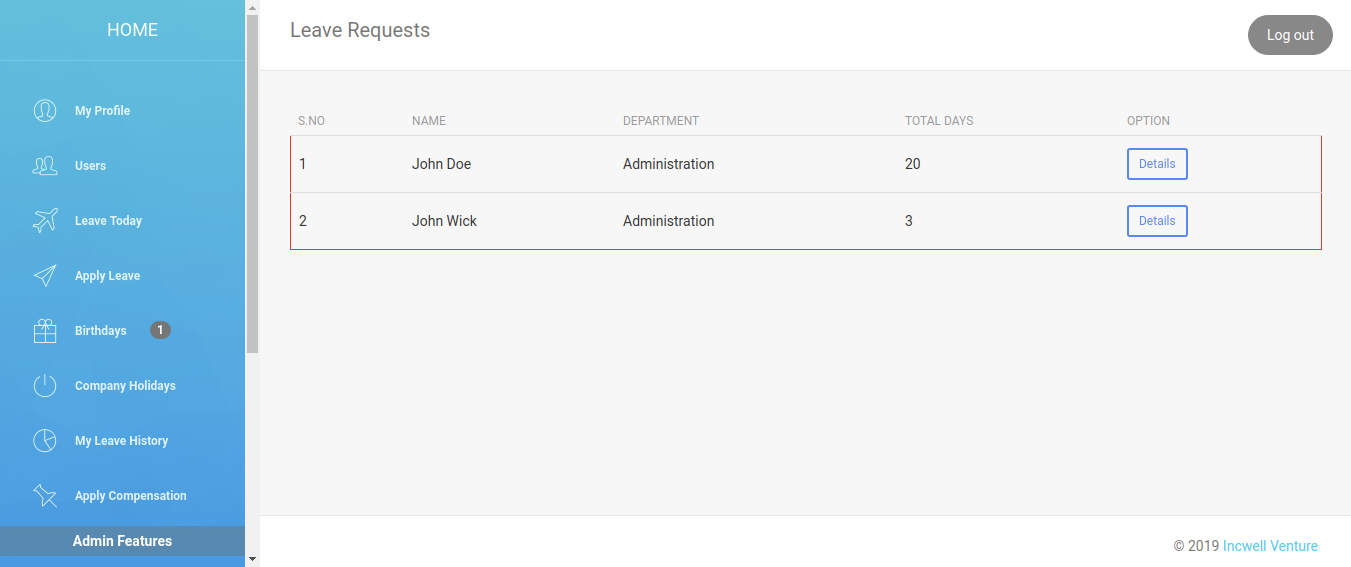 HOME
My Profile
Users
Leave Today
Apply Leave
Birthdays 1
Company Holidays
My Leave History
Apply Compensation
Admin Features
Leave Requests
Log out
S.NO NAME DEPARTMENT TOTAL DAYS OPTION
1 John Doe Administration 20 Details
2 John Wick Administration 3 Details
© 2019 Incwell Venture